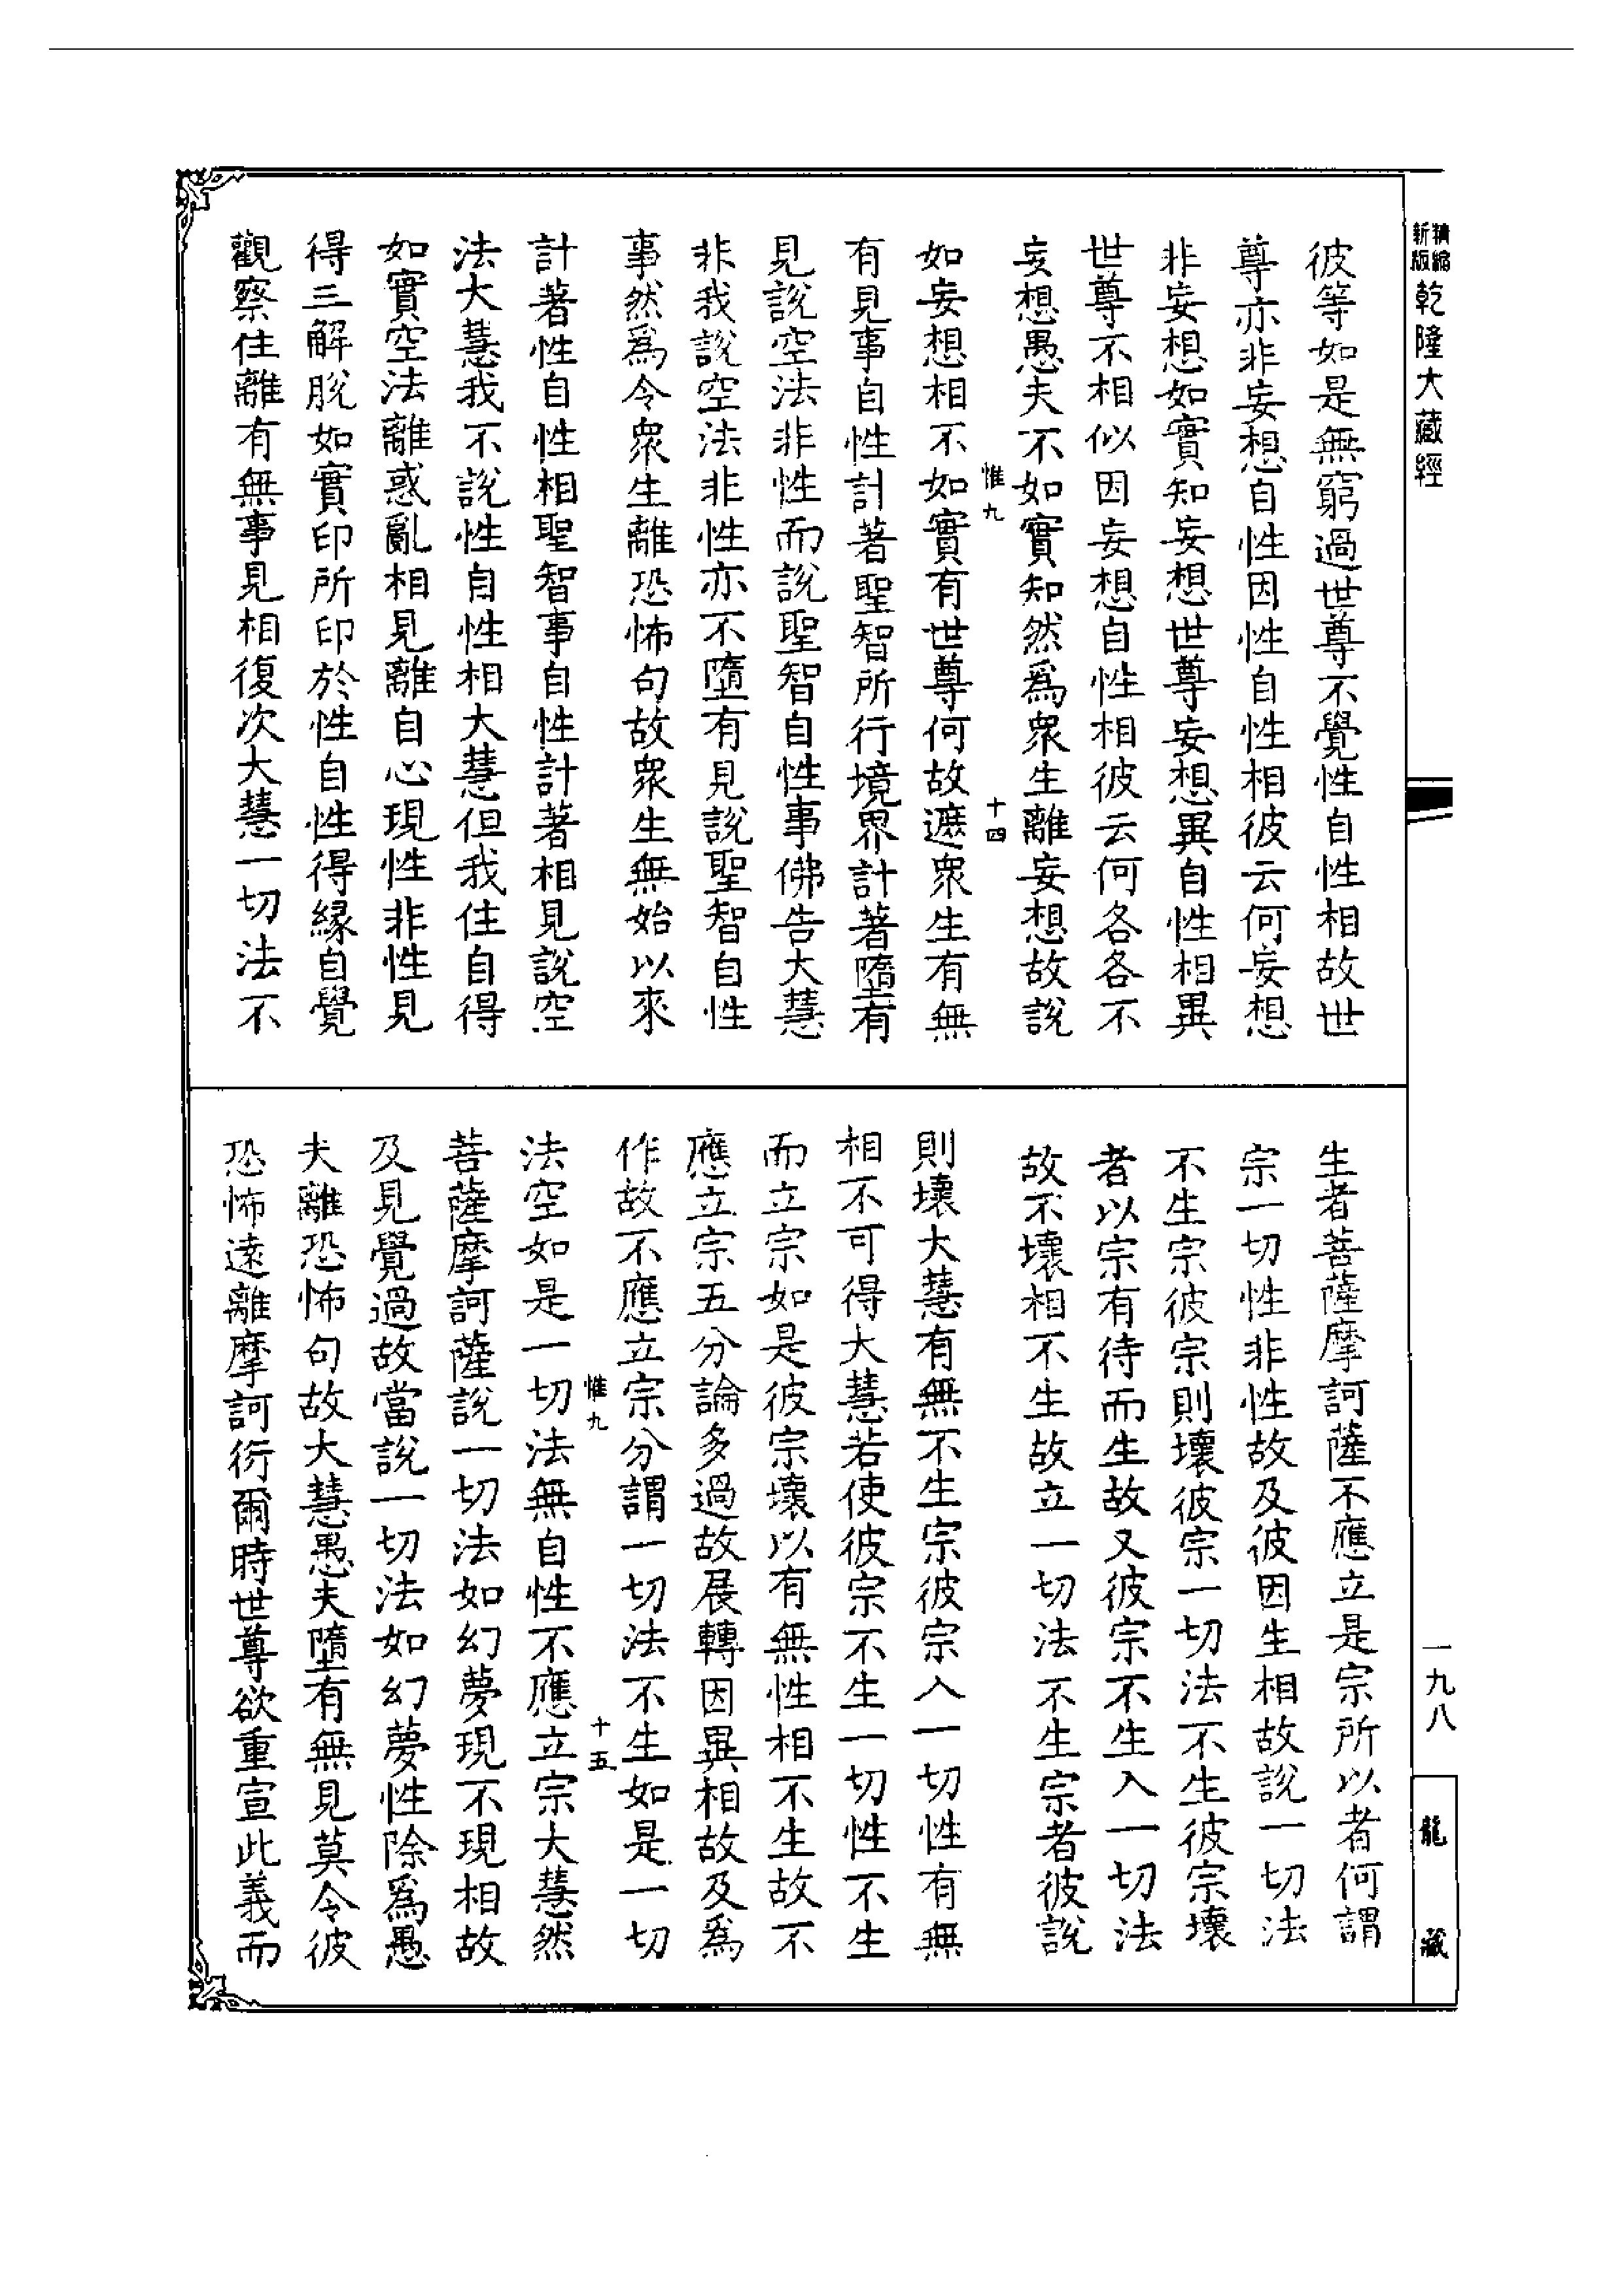 精縮
新版
乾隆大藏經
彼等如是無窮過世尊不覺性自性相故世
尊亦非妄想自性因性自性相彼云何妄想
非妄想如實知妄想世尊妄想異自性相異
世尊不相似因妄想自性相彼云何各各不
妄想愚夫不如實知然為眾生離妄想故說
惟九
十四
如妄想相不如實有世尊何故遮眾生有無
有見事自性計著聖智所行境界計著墮有
見說空法非性而說聖智自性事佛告大慧
非我說空法非性亦不墮有見說聖智自性
事然為令眾生離恐怖句故眾生無始以來
計著性自性相聖智事自性計著相見說空
法大慧我不說性自性相大慧但我住自得
如實空法離惑亂相見離自心現性非性見
得三解脫如實印所印於性自性得緣自覺
觀察住離有無事見相復次大慧一切法不
一九八
龍藏
生者菩薩摩訶薩不應立是宗所以者何謂
宗一切性非性故及彼因生相故說一切法
不生宗彼宗則壞彼宗一切法不生彼宗壞
者以宗有待而生故又彼宗不生入一切法
故不壞相不生故立一切法不生宗者彼說
則壞大慧有無不生宗彼宗入一切性有無
相不可得大慧若使彼宗不生一切性不生
而立宗如是彼宗壞以有無性相不生故不
應立宗五分論多過故展轉因異相故及為
作故不應立宗分謂一切法不生如是一切
惟九
十五
法空如是一切法無自性不應立宗大慧然
菩薩摩訶薩說一切法如幻夢現不現相故
及見覺過故當說一切法如幻夢性除為愚
夫離恐怖句故大慧愚夫墮有無見莫令彼
恐怖遠離摩訶衍爾時世尊欲重宣此義而